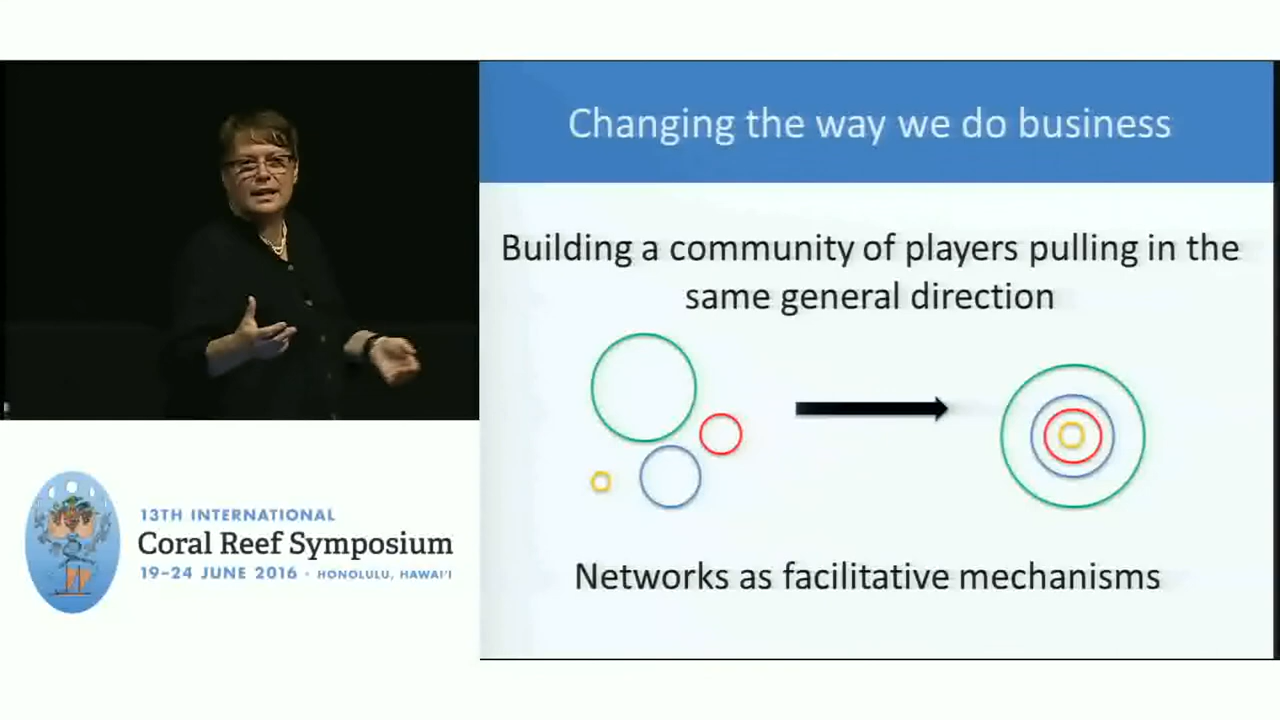 Changing the way we do business
Building a community of players pulling in the
same general direction
Networks as facilitative mechanisms
13TH INTERNATIONAL
Coral Reef Symposium
19–24 JUNE 2016 · HONOLULU, HAWAI'I